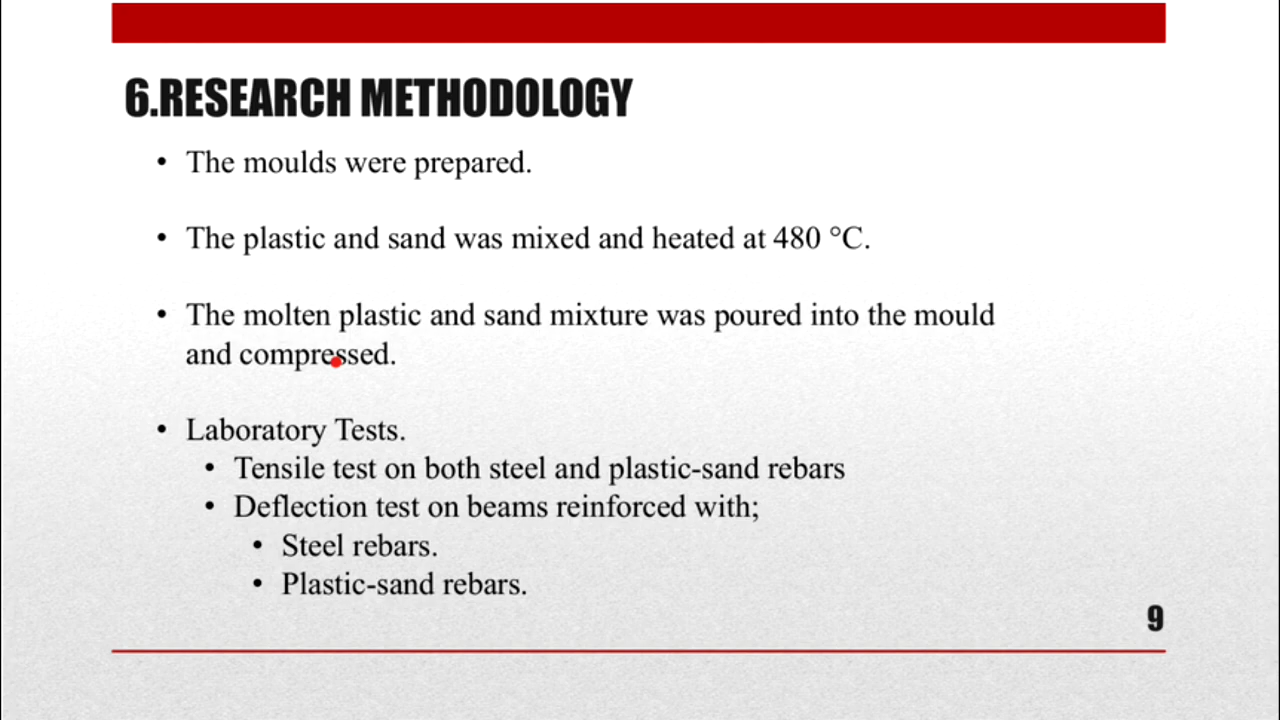 6.RESEARCH METHODOLOGY
• The moulds were prepared.
• The plastic and sand was mixed and heated at 480 °C.
• The molten plastic and sand mixture was poured into the mould
and compressed.
• Laboratory Tests.
• Tensile test on both steel and plastic-sand rebars
• Deflection test on beams reinforced with;
• Steel rebars.
• Plastic-sand rebars.
9